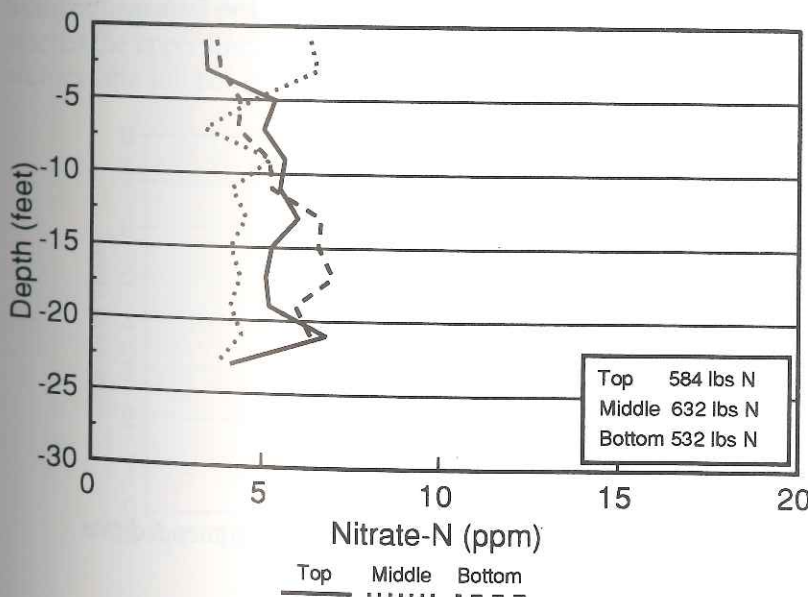 0
-5
-10
-15
-20
-25
-30
Depth (feet)
Top 584 lbs N
Middle 632 lbs N
Bottom 532 lbs N
0 5 10 15 20
Nitrate-N (ppm)
Top Middle Bottom